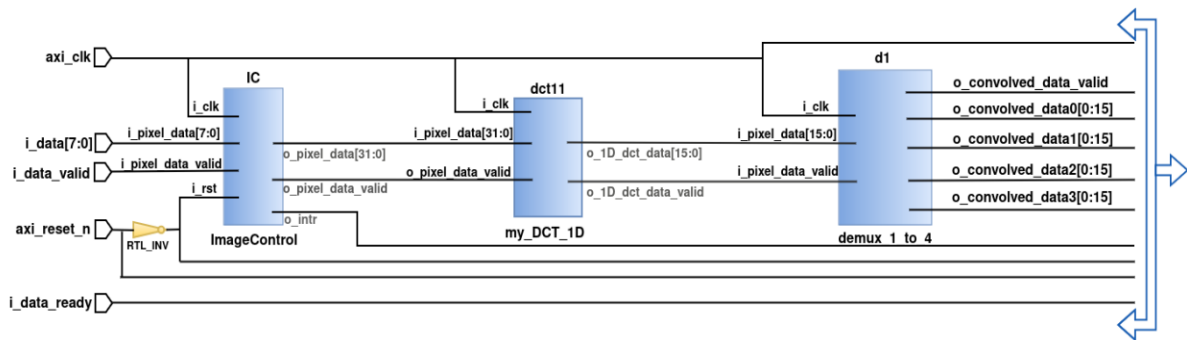 axi_clk
IC
d1
dct11
i_clk
i_clk
i_clk
o_convolved_data_valid
o_convolved_data0[0:15]
i_data[7:0]
i_pixel_data[7:0]
i_pixel_data[31:0]
i_pixel_data[15:0]
o_convolved_data1[0:15]
o_pixel_data[31:0]
o_1D_dct_data[15:0]
i_data_valid
i_pixel_data_valid
o_pixel_data_valid
i_pixel_data_valid
o_convolved_data2[0:15]
i_rst
o_pixel_data_valid
o_1D_dct_data_valid
o_convolved_data3[0:15]
o_intr
axi_reset_n
RTL_INV
ImageControl
my_DCT_1D
demux_1_to_4
i_data_ready